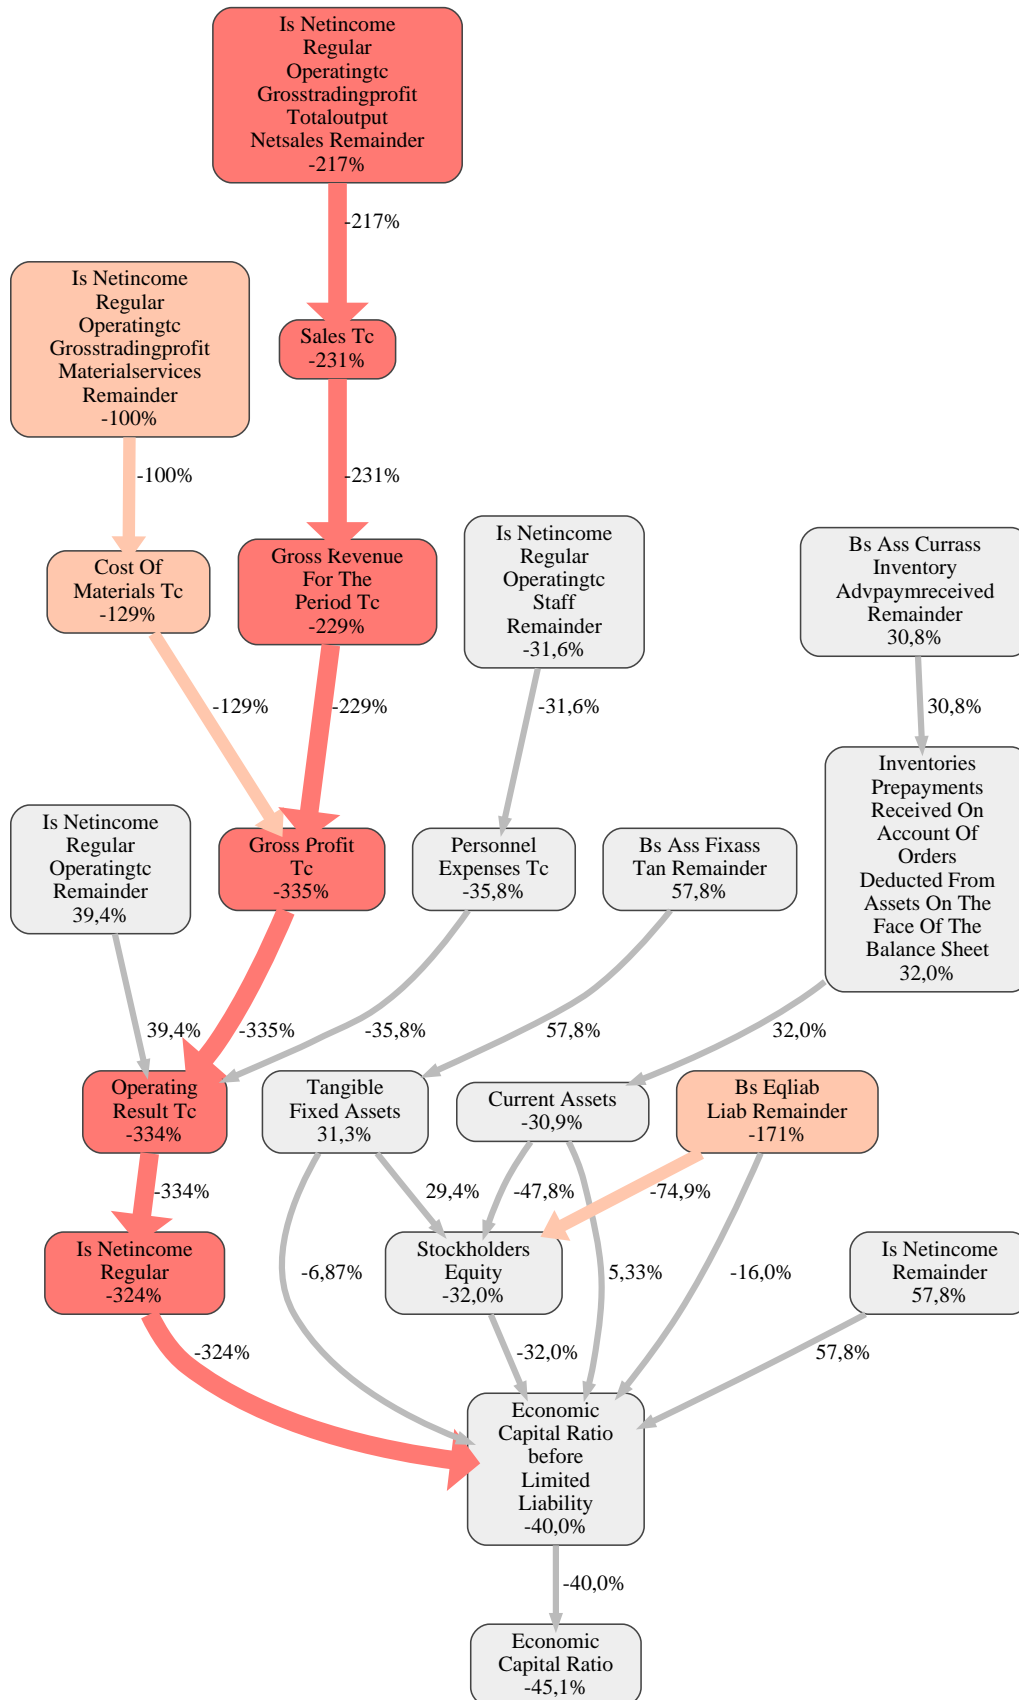 Is Netincome
Regular
Operatingtc
Grosstradingprofit
Totaloutput
Netsales Remainder
-217%
-217%
Is Netincome
Regular
Operatingtc
Grosstradingprofit
Materialservices
Remainder
-100%
Sales Tc
-231%
-100%
-231%
Is Netincome
Regular
Operatingtc
Staff
Remainder
-31,6%
Bs Ass Currass
Inventory
Advpaymreceived
Remainder
30,8%
Cost Of
Materials Tc
-129%
Gross Revenue
For The
Period Tc
-229%
-129%
-229%
-31,6%
30,8%
Inventories
Prepayments
Received On
Account Of
Orders
Deducted From
Assets On The
Face Of The
Balance Sheet
32,0%
Is Netincome
Regular
Operatingtc
Remainder
39,4%
Gross Profit
Tc
-335%
Personnel
Expenses Tc
-35,8%
Bs Ass Fixass
Tan Remainder
57,8%
39,4%
-335%
-35,8%
57,8%
32,0%
Operating
Result Tc
-334%
Tangible
Fixed Assets
31,3%
Current Assets
-30,9%
Bs Eqliab
Liab Remainder
-171%
-334%
29,4%
-47,8%
-74,9%
Is Netincome
Regular
-324%
-6,87%
Stockholders
Equity
-32,0%
5,33%
-16,0%
Is Netincome
Remainder
57,8%
-324%
-32,0%
57,8%
Economic
Capital Ratio
before
Limited
Liability
-40,0%
-40,0%
Economic
Capital Ratio
-45,1%